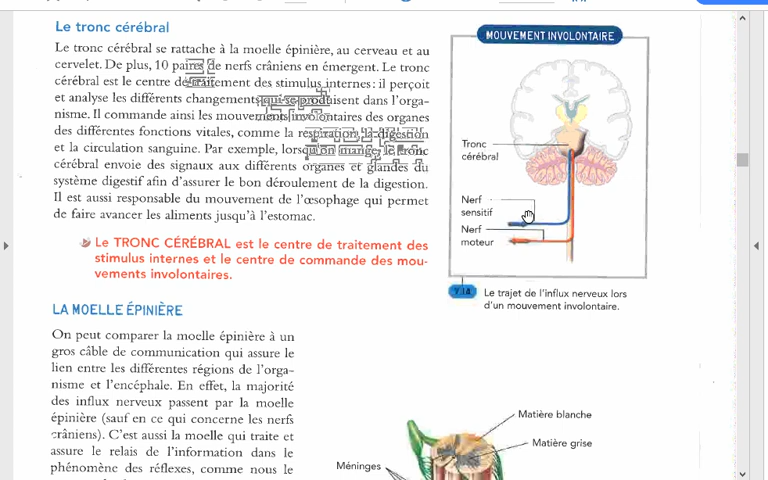 Le tronc cérébral
Le tronc cérébral se rattache à la moelle épinière, au cerveau et au
cervelet. De plus, 10 paires de nerfs crâniens en émergent. Le tronc
cérébral est le centre de traitement des stimulus internes : il perçoit
et analyse les différents changements qui se produisent dans l'orga-
nisme. Il commande ainsi les mouvements involontaires des organes
des différentes fonctions vitales, comme la respiration, la digestion
et la circulation sanguine. Par exemple, lorsqu'on mange, le tronc
cérébral envoie des signaux aux différents organes et glandes du
système digestif afin d'assurer le bon déroulement de la digestion.
Il est aussi responsable du mouvement de l'œsophage qui permet
de faire avancer les aliments jusqu'à l'estomac.
Le TRONC CÉRÉBRAL est le centre de traitement des
stimulus internes et le centre de commande des mou-
vements involontaires.
LA MOELLE ÉPINIÈRE
On peut comparer la moelle épinière à un
gros câble de communication qui assure le
lien entre les différentes régions de l'orga-
nisme et l'encéphale. En effet, la majorité
des influx nerveux passent par la moelle
épinière (sauf en ce qui concerne les nerfs
crâniens). C'est aussi la moelle qui traite et
assure le relais de l'information dans le
phénomène des réflexes, comme nous le
MOUVEMENT INVOLONTAIRE
Tronc
cérébral
Nerf
sensitif
Nerf
moteur
7.14 Le trajet de l'influx nerveux lors
d'un mouvement involontaire.
Matière blanche
Matière grise
Méninges